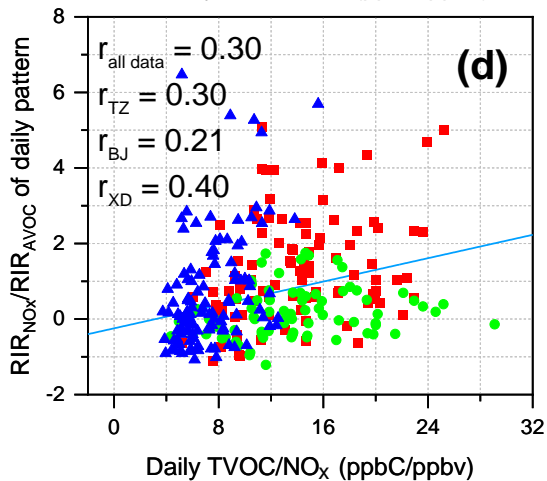 (d)
r_all data = 0.30
r_TZ = 0.30
r_BJ = 0.21
r_XD = 0.40
8
6
4
2
0
-2
RIR_NOx/RIR_AVOC of daily pattern
0 8 16 24 32
Daily TVOC/NO_X (ppbC/ppbv)